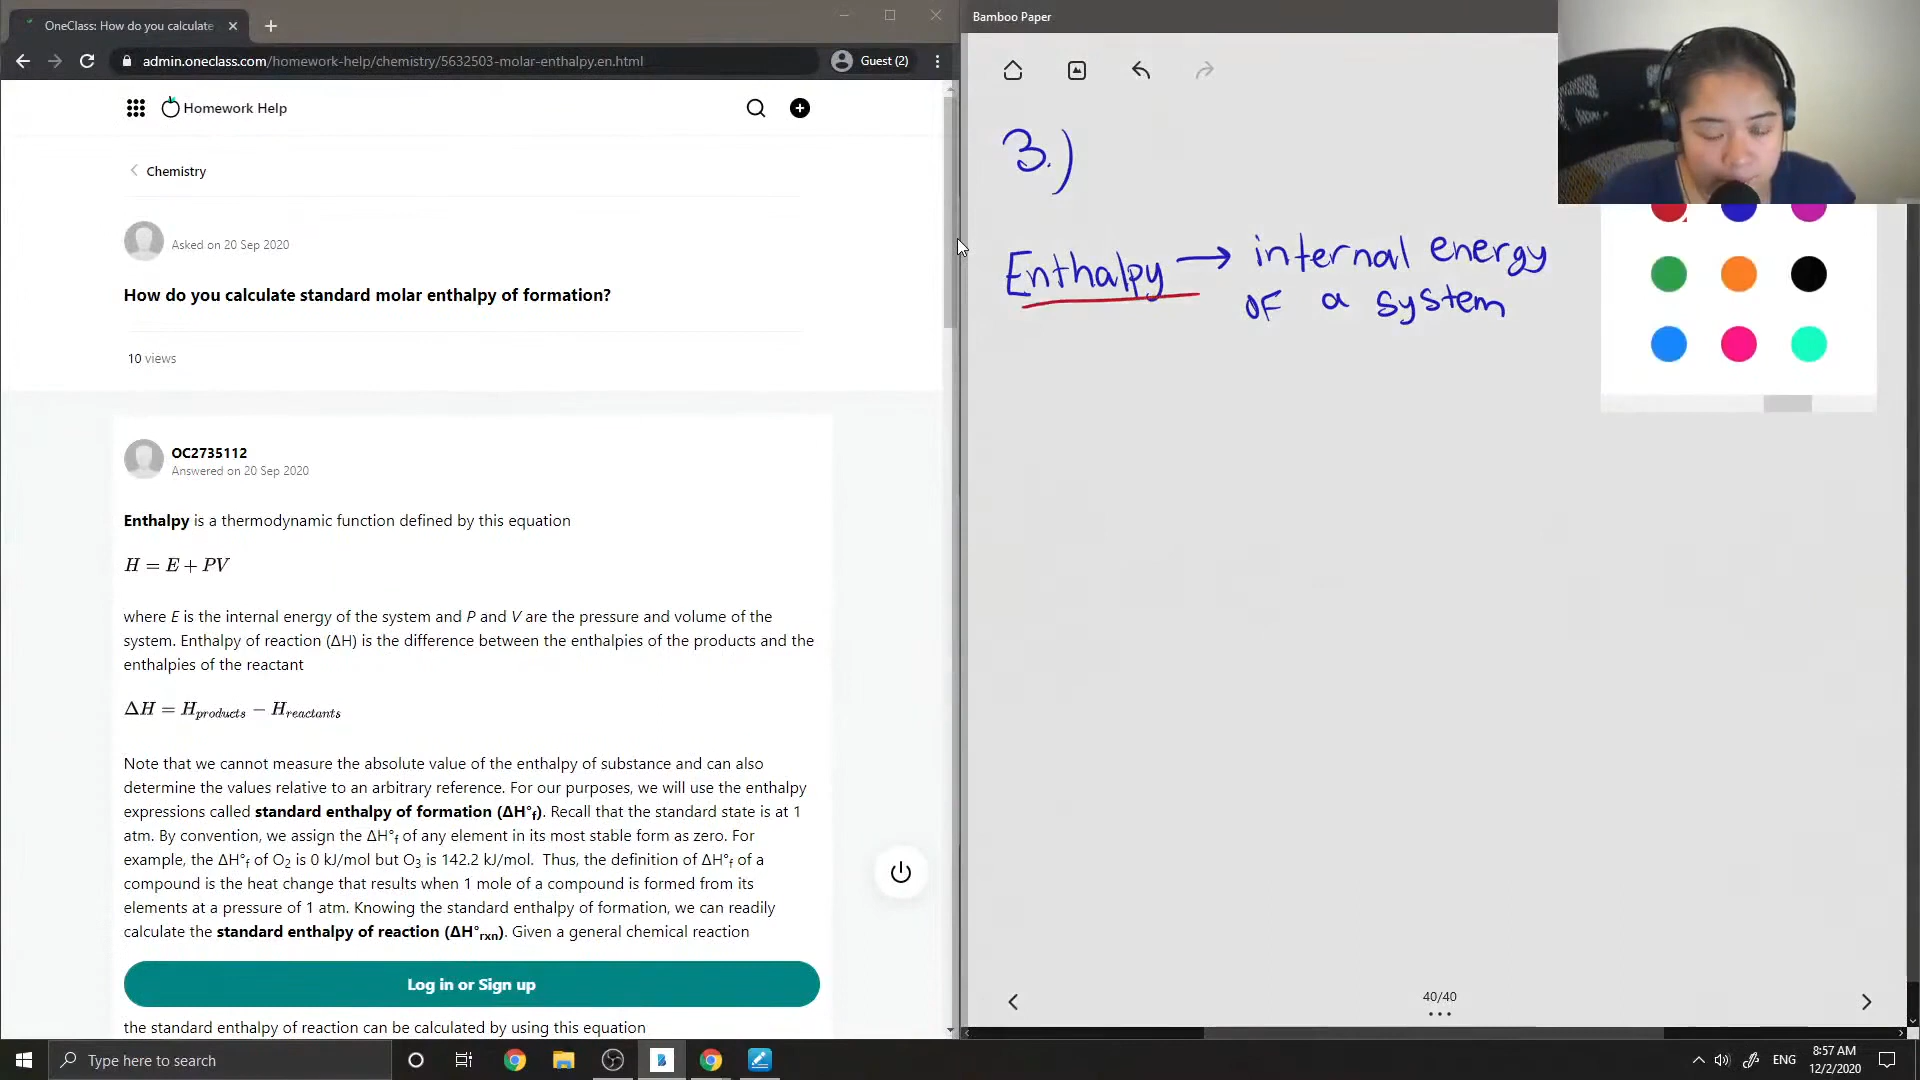 OneClass: How do you calculate
admin.oneclass.com/homework-help/chemistry/5632503-molar-enthalpy.en.html
Guest (2)
Homework Help
Chemistry
Asked on 20 Sep 2020
How do you calculate standard molar enthalpy of formation?
10 views
OC2735112
Answered on 20 Sep 2020
Enthalpy is a thermodynamic function defined by this equation
H = E + PV
where E is the internal energy of the system and P and V are the pressure and volume of the
system. Enthalpy of reaction (ΔH) is the difference between the enthalpies of the products and the
enthalpies of the reactant
ΔH = Hproducts − Hreactants
Note that we cannot measure the absolute value of the enthalpy of substance and can also
determine the values relative to an arbitrary reference. For our purposes, we will use the enthalpy
expressions called standard enthalpy of formation (ΔH°f). Recall that the standard state is at 1
atm. By convention, we assign the ΔH°f of any element in its most stable form as zero. For
example, the ΔH°f of O2 is 0 kJ/mol but O3 is 142.2 kJ/mol. Thus, the definition of ΔH°f of a
compound is the heat change that results when 1 mole of a compound is formed from its
elements at a pressure of 1 atm. Knowing the standard enthalpy of formation, we can readily
calculate the standard enthalpy of reaction (ΔH°rxn). Given a general chemical reaction
Log in or Sign up
the standard enthalpy of reaction can be calculated by using this equation
Bamboo Paper
3.)
Enthalpy → internal energy
OF a system
40/40
Type here to search
ENG
8:57 AM
12/2/2020